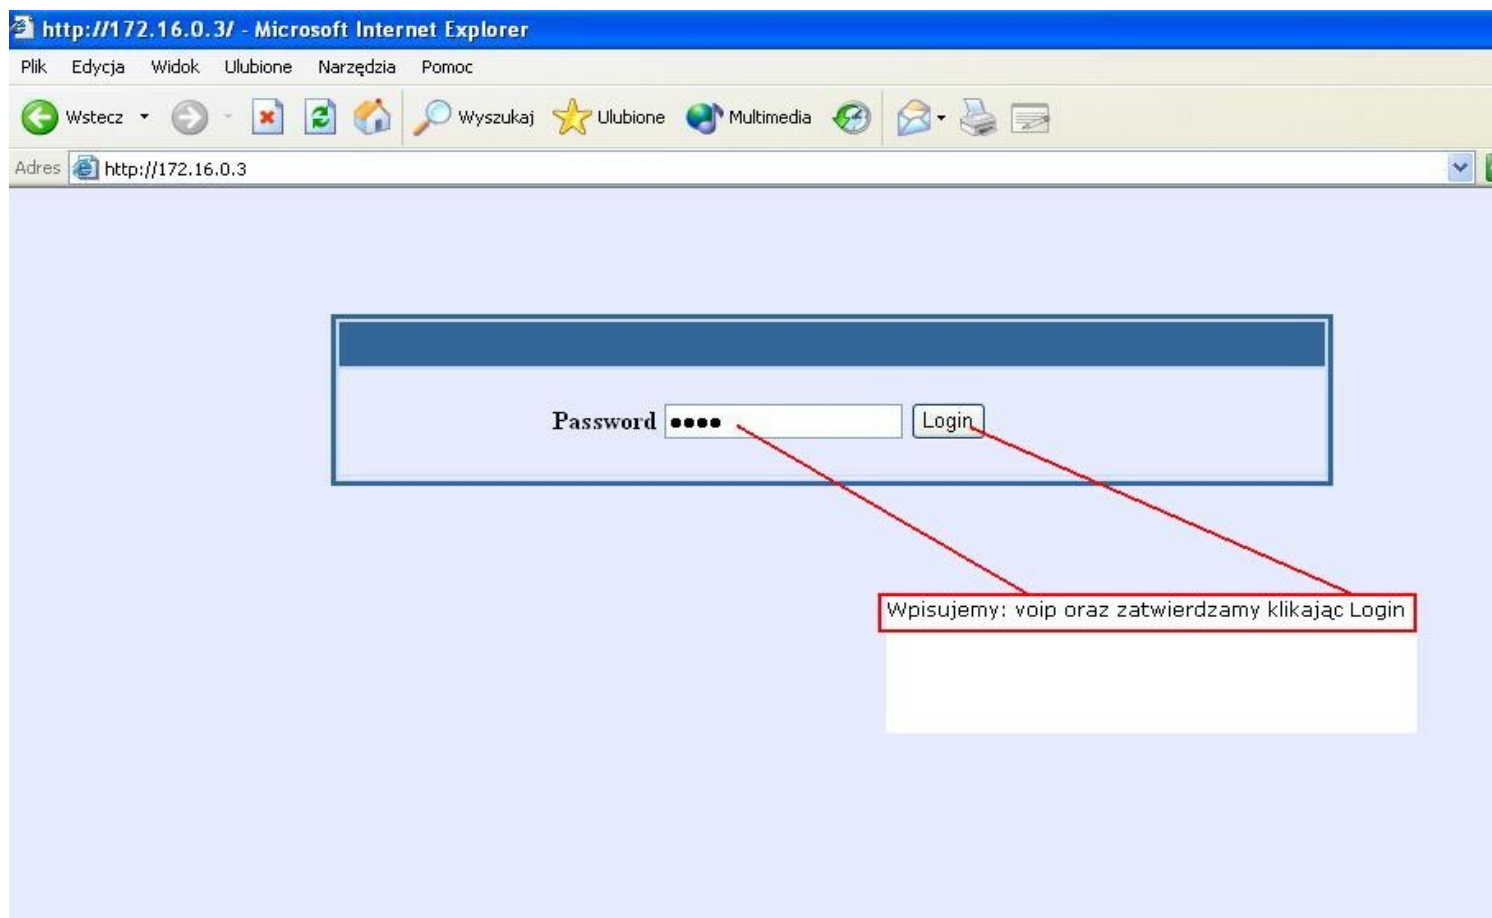 http://172.16.0.3/ - Microsoft Internet Explorer
Plik Edycja Widok Ulubione Narzędzia Pomoc
Wstecz Wyszukaj Ulubione Multimedia
Adres http://172.16.0.3
Password Login
Wpisujemy: voip oraz zatwierdzamy klikając Login